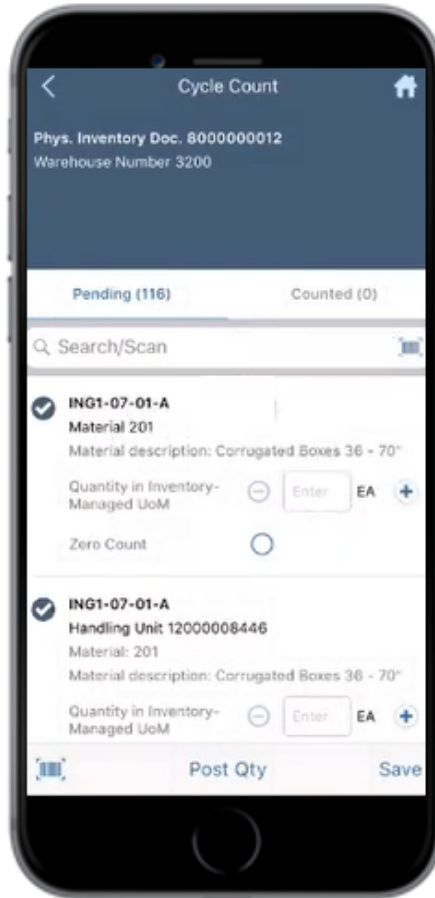 Cycle Count
Phys. Inventory Doc. 8000000012
Warehouse Number 3200
Pending (116)
Counted (0)
Search/Scan
ING1-07-01-A
Material 201
Material description: Corrugated Boxes 36 - 70"
Quantity in Inventory-
Managed UoM
Enter
EA
Zero Count
ING1-07-01-A
Handling Unit 12000008446
Material: 201
Material description: Corrugated Boxes 36 - 70"
Quantity in Inventory-
Managed UoM
Enter
EA
Post Qty
Save